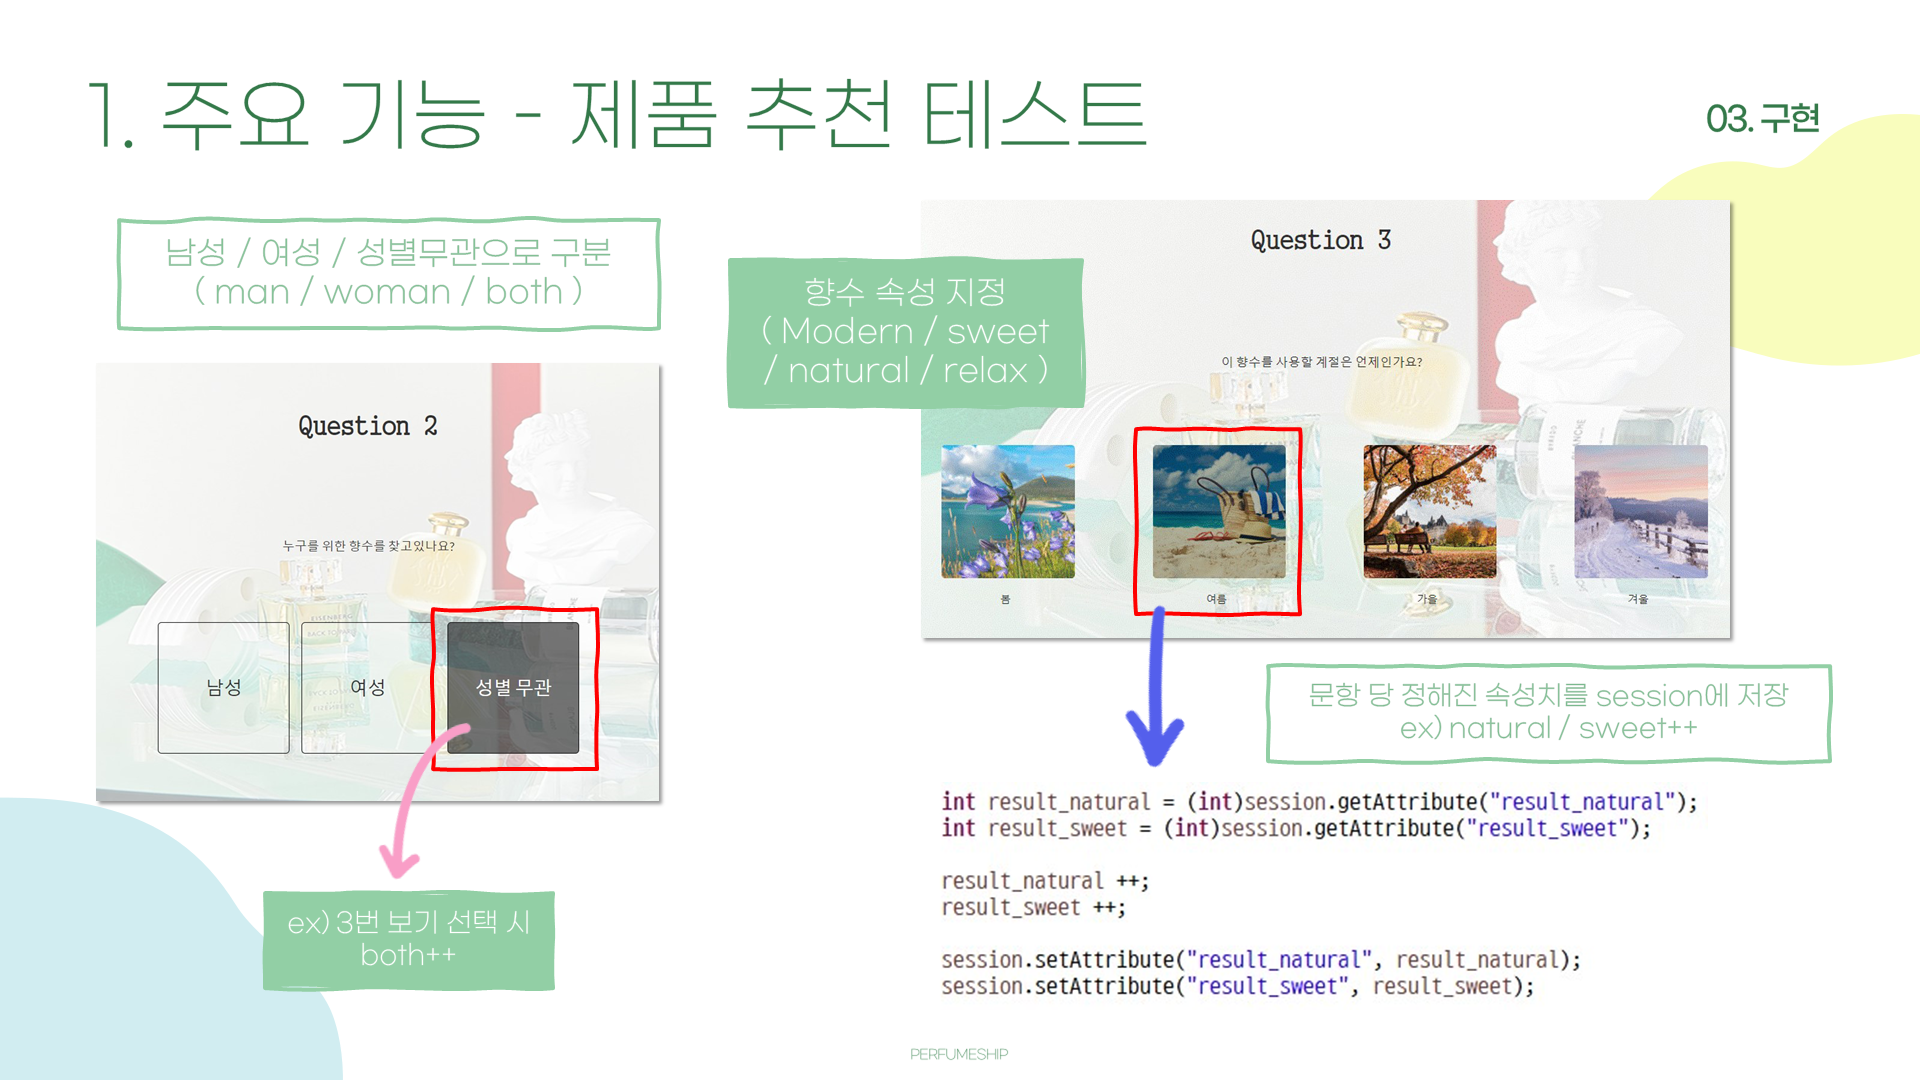 1. 주요 기능 - 제품 추천 테스트
03. 구현
남성 / 여성 / 성별무관으로 구분
( man / woman / both )
Question 2
누구를 위한 향수를 찾고있나요?
남성
여성
성별 무관
ex) 3번 보기 선택 시
both++
향수 속성 지정
( Modern / sweet
/ natural / relax )
Question 3
이 향수를 사용할 계절은 언제인가요?
봄
여름
가을
겨울
문항 당 정해진 속성치를 session에 저장
ex) natural / sweet++
int result_natural = (int)session.getAttribute("result_natural");
int result_sweet = (int)session.getAttribute("result_sweet");
result_natural ++;
result_sweet ++;
session.setAttribute("result_natural", result_natural);
session.setAttribute("result_sweet", result_sweet);
PERFUMESHIP